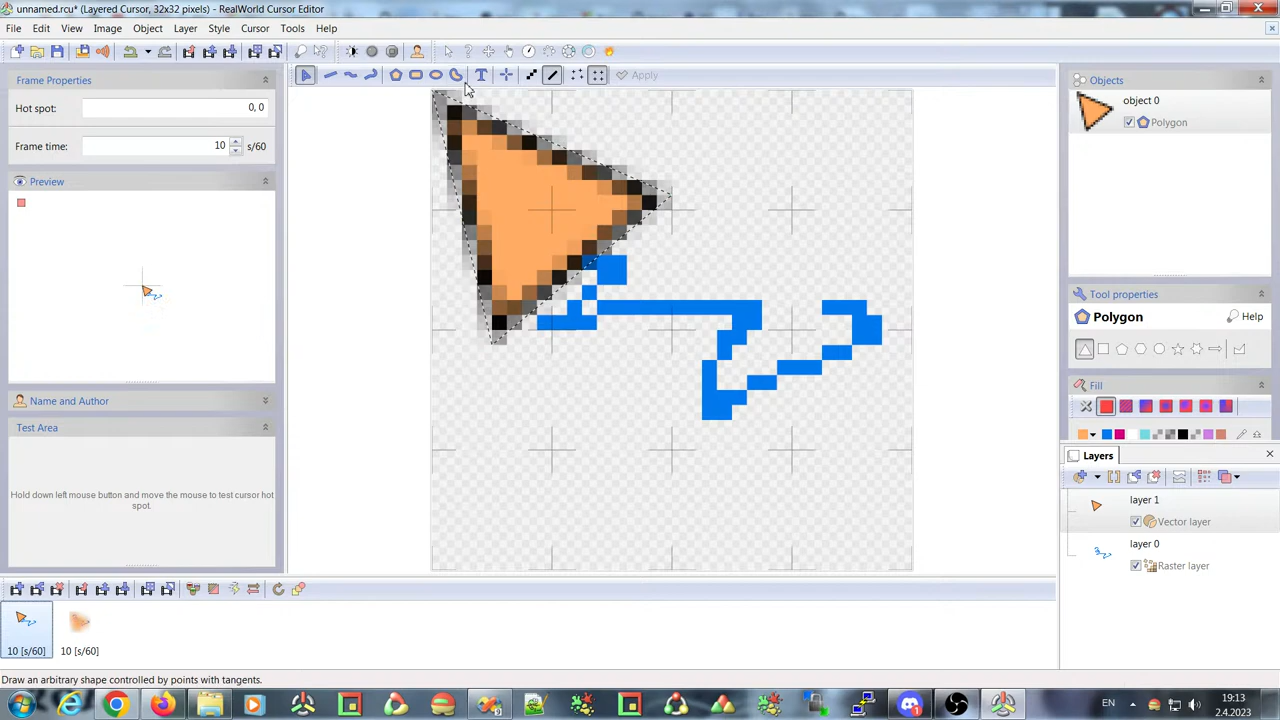 unnamed.rcu* (Layered Cursor, 32x32 pixels) - RealWorld Cursor Editor
File Edit View Image Object Layer Style Cursor Tools Help
Apply
Frame Properties
Hot spot: 0, 0
Frame time: 10 s/60
Preview
Name and Author
Test Area
Hold down left mouse button and move the mouse to test cursor hot
spot.
Objects
object 0
Polygon
Tool properties
Polygon Help
Fill
Layers
layer 1
Vector layer
layer 0
Raster layer
10 [s/60] 10 [s/60]
Draw an arbitrary shape controlled by points with tangents.
EN
19:13
2.4.2023